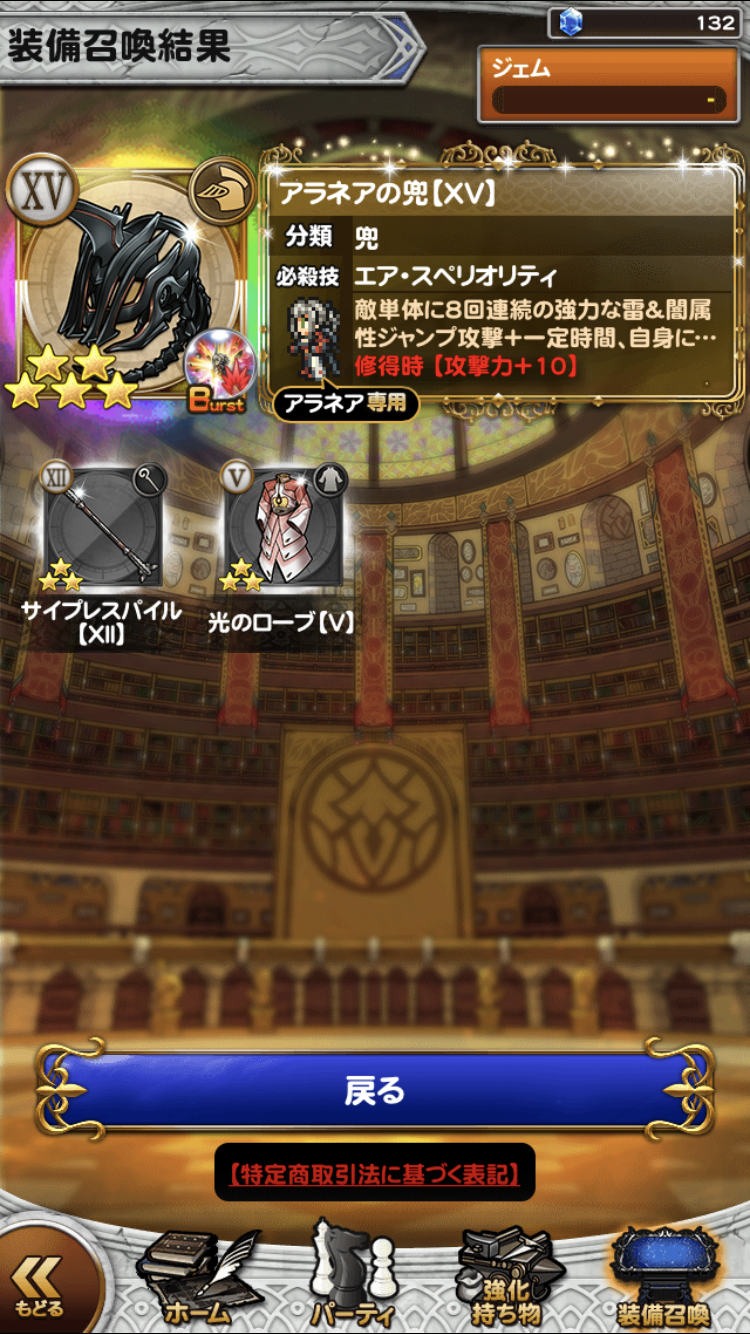 装備召喚結果
132
ジェム
-
XV
アラネアの兜【XV】
分類 兜
必殺技 エア・スペリオリティ
敵単体に8回連続の強力な雷&闇属
性ジャンプ攻撃+一定時間、自身に…
修得時【攻撃力+10】
Burst
アラネア専用
XII
V
サイプレスパイル
【XII】
光のローブ【V】
戻る
【特定商取引法に基づく表記】
もどる
ホーム
パーティ
強化
持ち物
装備召喚